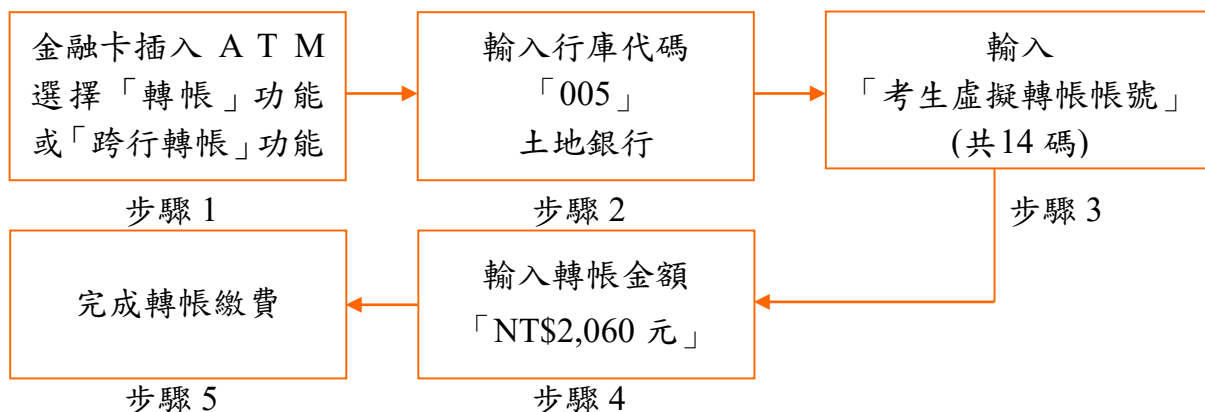 金融卡插入 A T M
選擇「轉帳」功能
或「跨行轉帳」功能
步驟 1
輸入行庫代碼
「005」
土地銀行
步驟 2
輸入
「考生虛擬轉帳帳號」
(共14 碼)
步驟 3
輸入轉帳金額
「NT$2,060 元」
步驟 4
完成轉帳繳費
步驟 5